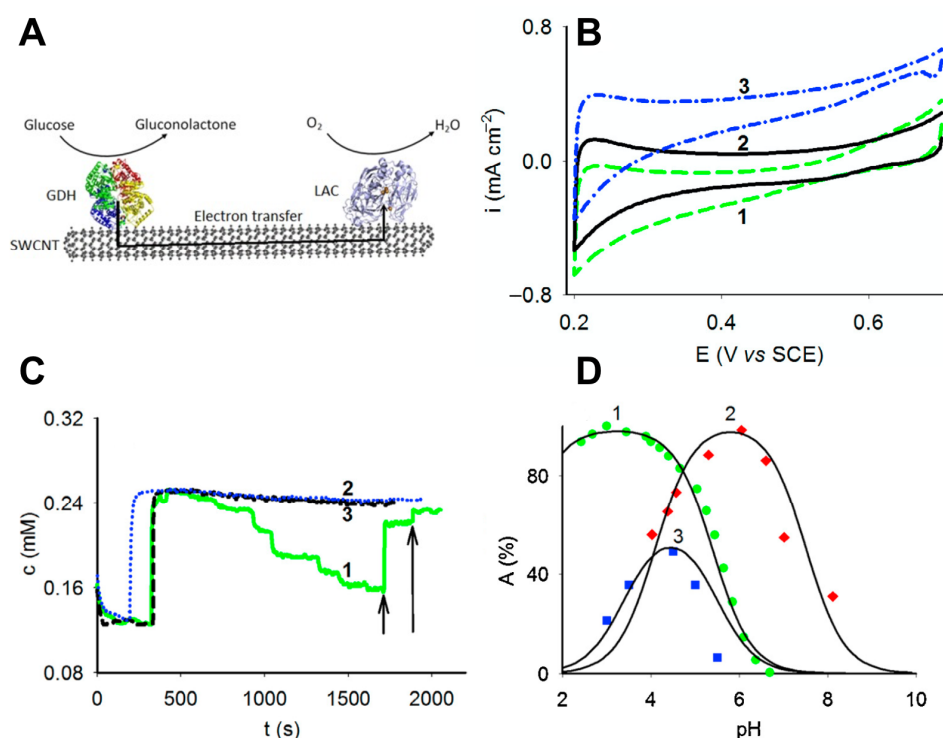 A
Glucose
Gluconolactone
O₂
H₂O
GDH
LAC
Electron transfer
SWCNT
B
0.8
0.0
−0.8
i (mA cm⁻²)
3
2
1
0.2
0.4
0.6
E (V vs SCE)
C
0.32
0.24
0.16
0.08
c (mM)
2
3
1
0
500
1000
1500
2000
t (s)
D
80
40
0
A (%)
1
2
3
2
4
6
8
10
pH